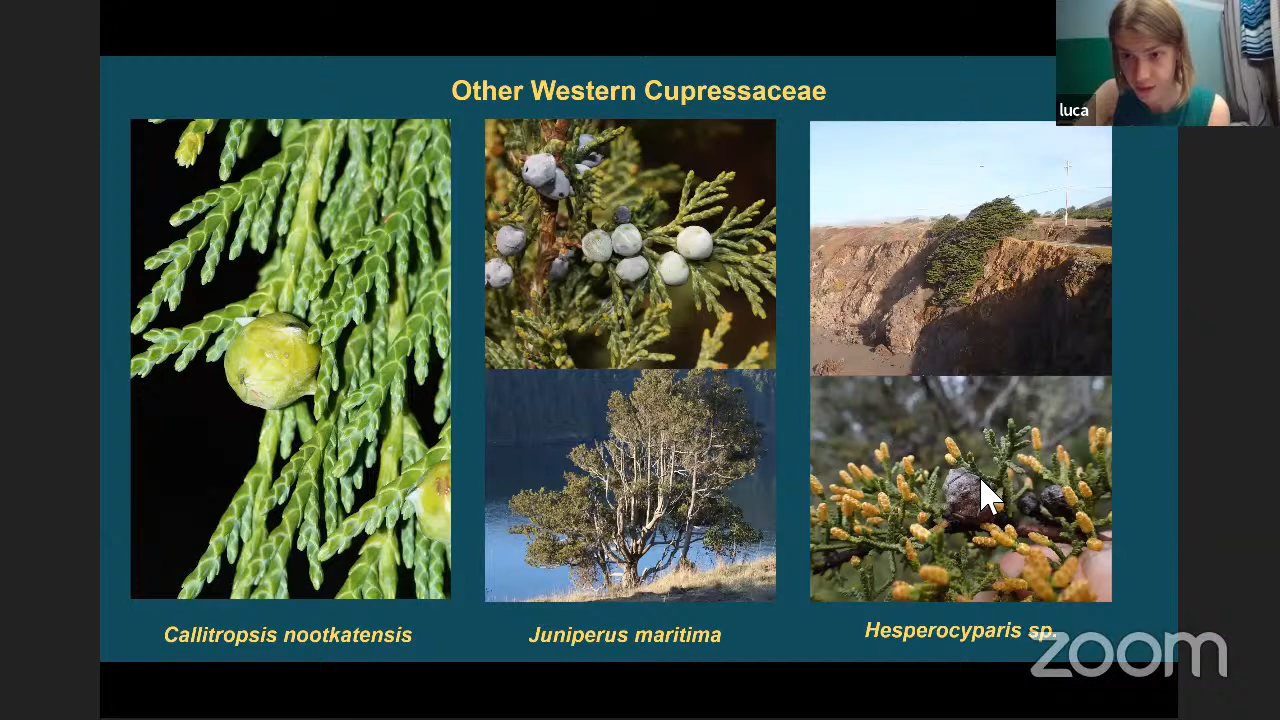 Other Western Cupressaceae
luca
Callitropsis nootkatensis
Juniperus maritima
Hesperocyparis sp.
zoom